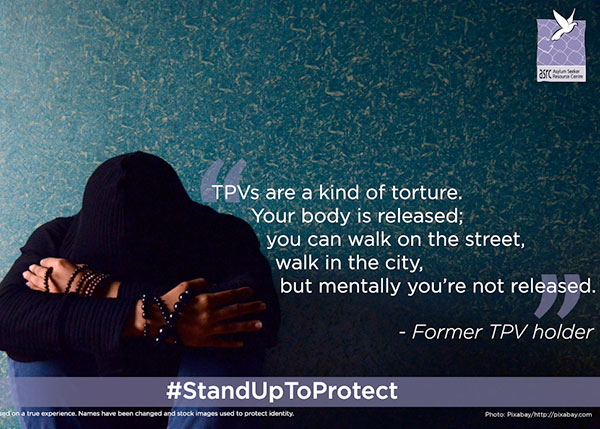 asrc Asylum Seeker
Resource Centre
“TPVs are a kind of torture.
Your body is released;
you can walk on the street,
walk in the city,
but mentally you’re not released.”
- Former TPV holder
#StandUpToProtect
on a true experience. Names have been changed and stock images used to protect identity.
Photo: Pixabay/http://pixabay.com